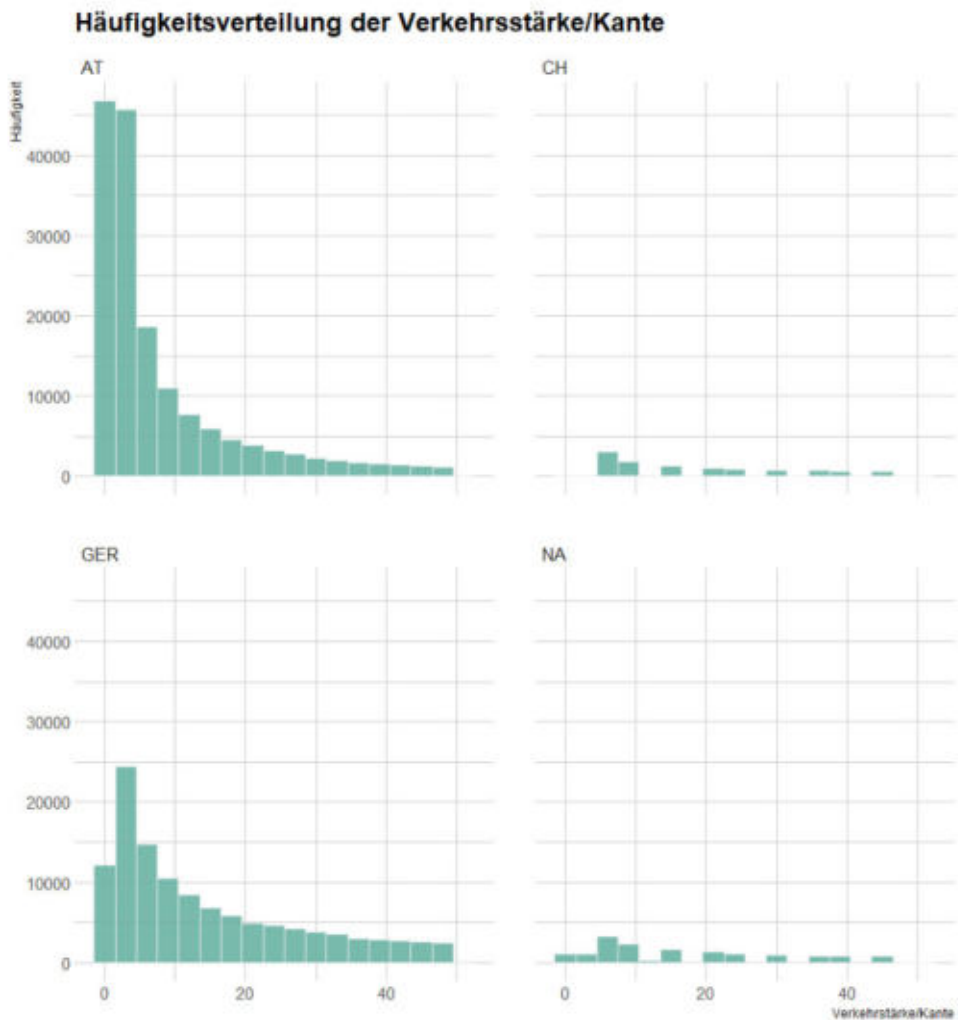 Häufigkeitsverteilung der Verkehrsstärke/Kante
AT
CH
Häufigkeit
40000
30000
20000
10000
0
GER
NA
40000
30000
20000
10000
0
0 20 40
0 20 40
Verkehrstärke/Kante